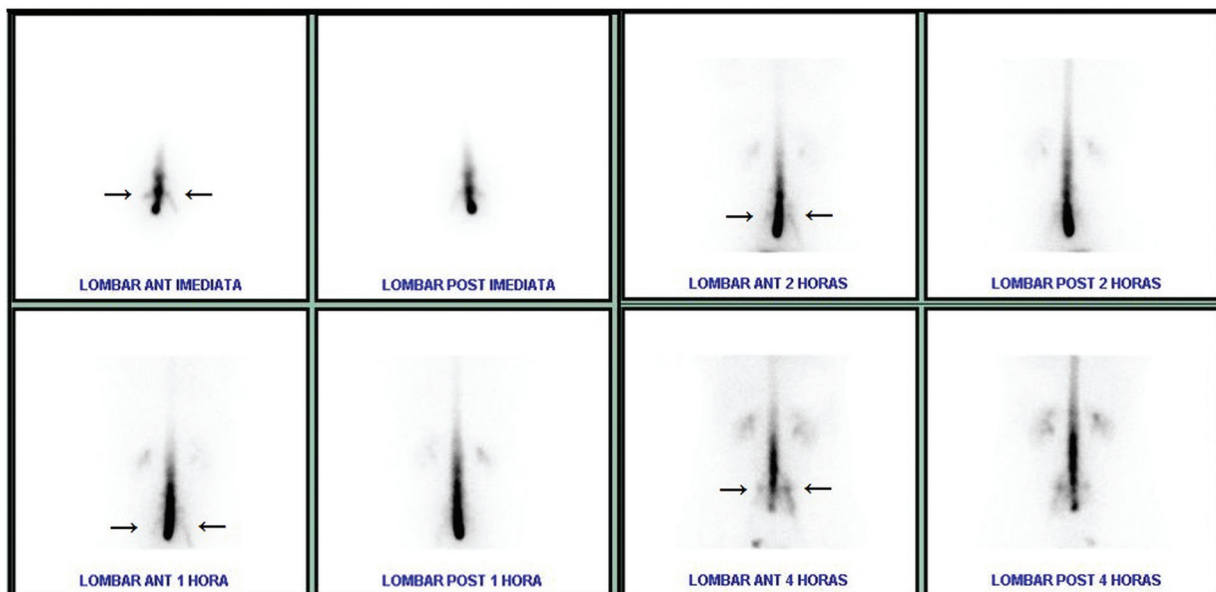 LOMBAR ANT IMEDIATA
LOMBAR POST IMEDIATA
LOMBAR ANT 2 HORAS
LOMBAR POST 2 HORAS
LOMBAR ANT 1 HORA
LOMBAR POST 1 HORA
LOMBAR ANT 4 HORAS
LOMBAR POST 4 HORAS